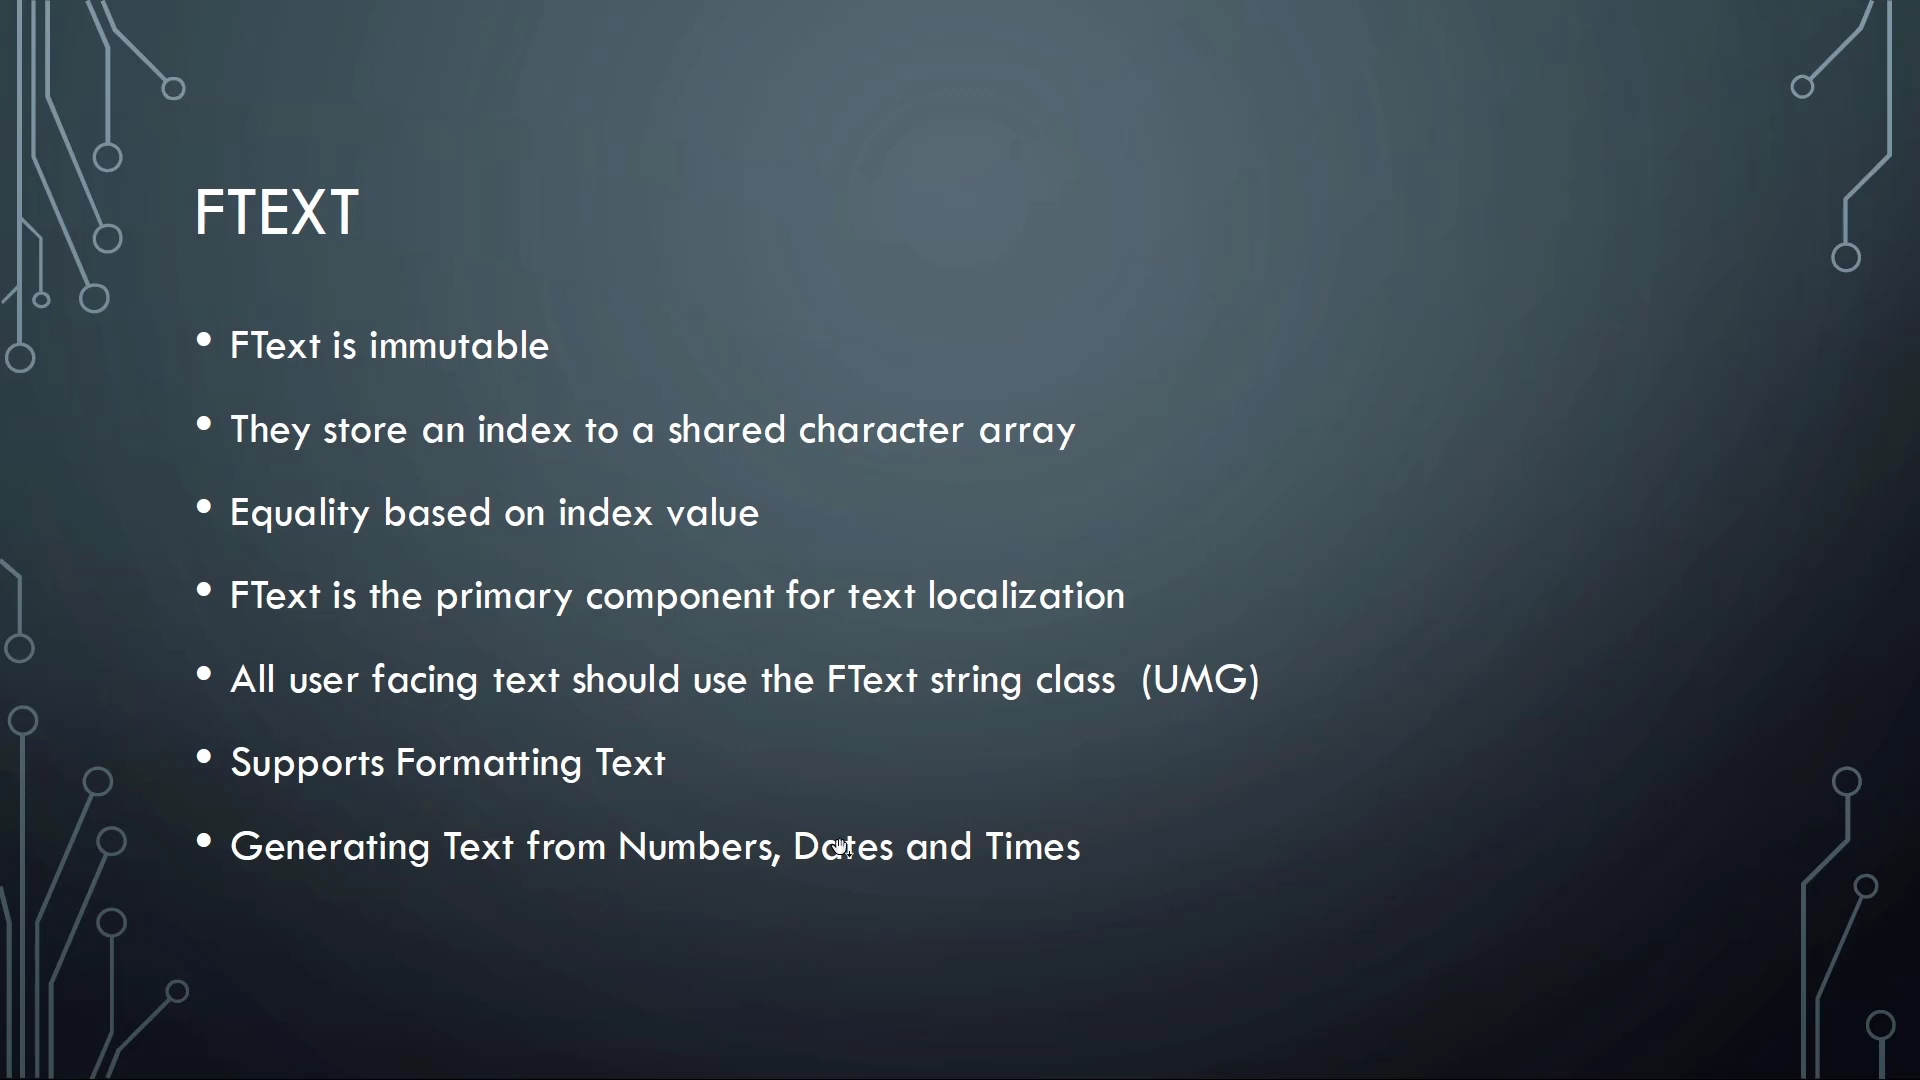 FTEXT
• FText is immutable
• They store an index to a shared character array
• Equality based on index value
• FText is the primary component for text localization
• All user facing text should use the FText string class (UMG)
• Supports Formatting Text
• Generating Text from Numbers, Dates and Times